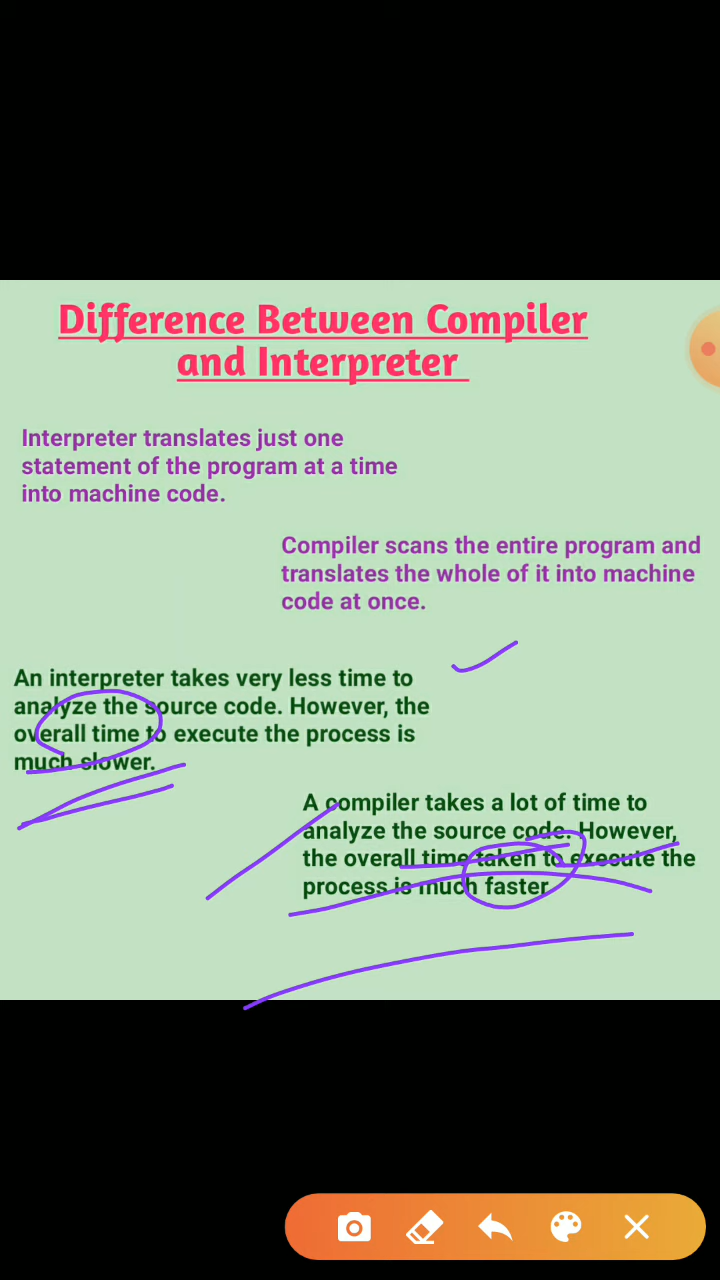 Difference Between Compiler
and Interpreter
Interpreter translates just one
statement of the program at a time
into machine code.
Compiler scans the entire program and
translates the whole of it into machine
code at once.
An interpreter takes very less time to
analyze the source code. However, the
overall time to execute the process is
much slower.
A compiler takes a lot of time to
analyze the source code. However,
the overall time taken to execute the
process is much faster